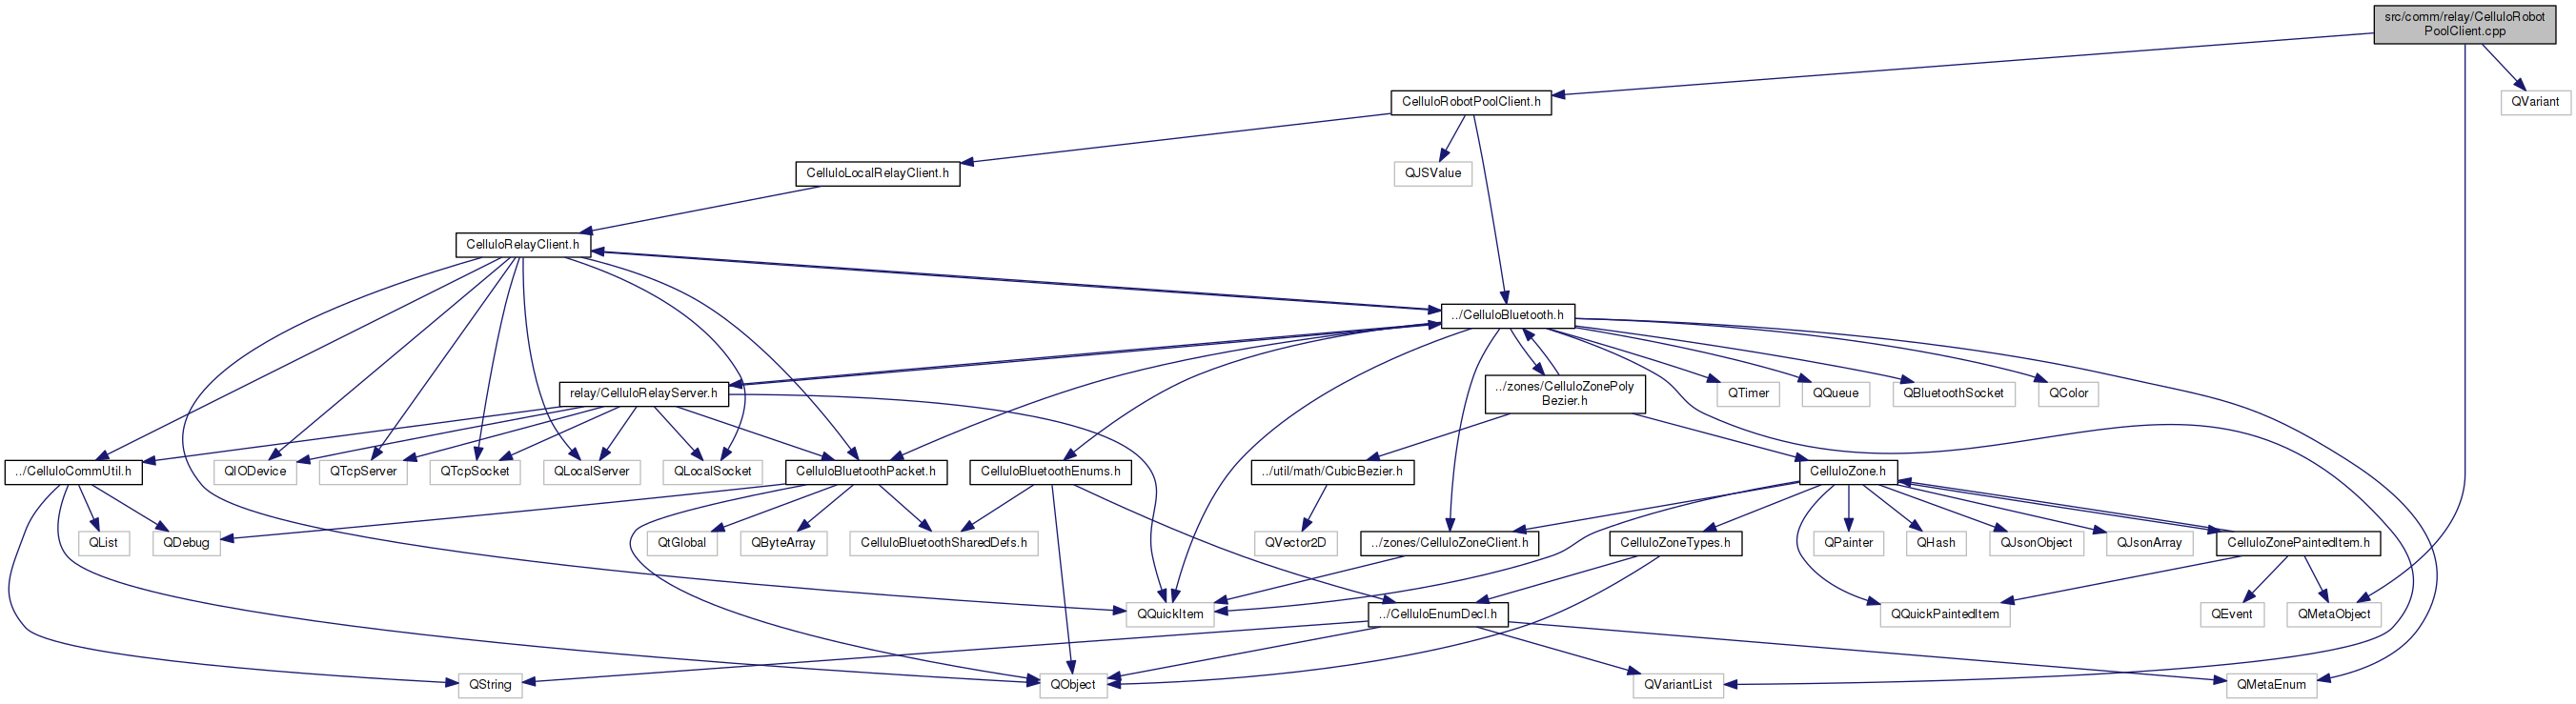 src/comm/relay/CelluloRobot
PoolClient.cpp
CelluloRobotPoolClient.h
QVariant
CelluloLocalRelayClient.h
QJSValue
CelluloRelayClient.h
../CelluloBluetooth.h
relay/CelluloRelayServer.h
../zones/CelluloZonePoly
Bezier.h
QTimer
QQueue
QBluetoothSocket
QColor
../CelluloCommUtil.h
QIODevice
QTcpServer
QTcpSocket
QLocalServer
QLocalSocket
CelluloBluetoothPacket.h
CelluloBluetoothEnums.h
../util/math/CubicBezier.h
CelluloZone.h
QList
QDebug
QtGlobal
QByteArray
CelluloBluetoothSharedDefs.h
QVector2D
../zones/CelluloZoneClient.h
CelluloZoneTypes.h
QPainter
QHash
QJsonObject
QJsonArray
CelluloZonePaintedItem.h
QQuickItem
../CelluloEnumDecl.h
QQuickPaintedItem
QEvent
QMetaObject
QString
QObject
QVariantList
QMetaEnum